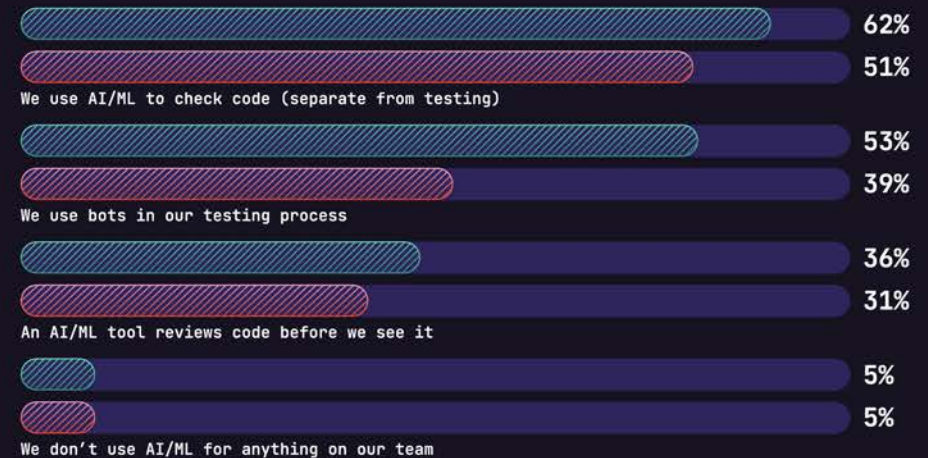 62%
51%
We use AI/ML to check code (separate from testing)
53%
39%
We use bots in our testing process
36%
31%
An AI/ML tool reviews code before we see it
5%
5%
We don’t use AI/ML for anything on our team